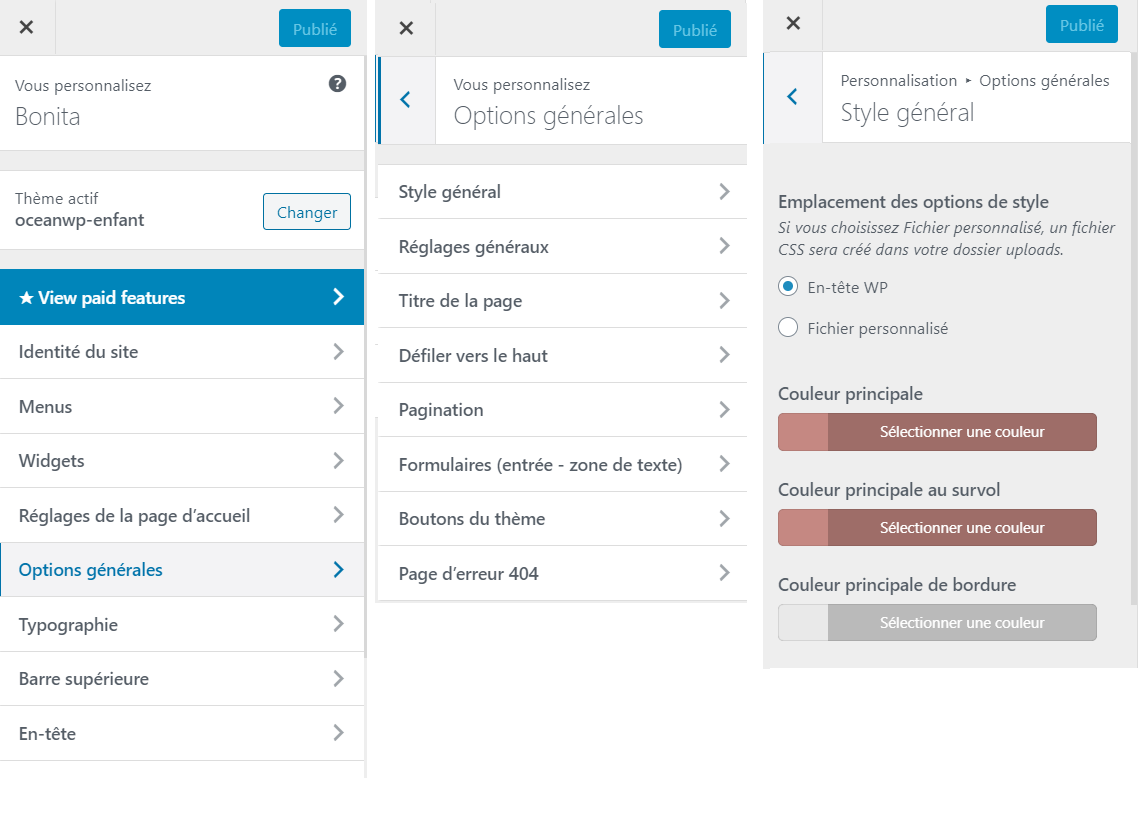 Publié
Vous personnalisez
Bonita
Thème actif
oceanwp-enfant
Changer
★ View paid features
Identité du site
Menus
Widgets
Réglages de la page d’accueil
Options générales
Typographie
Barre supérieure
En-tête
Publié
Vous personnalisez
Options générales
Style général
Réglages généraux
Titre de la page
Défiler vers le haut
Pagination
Formulaires (entrée - zone de texte)
Boutons du thème
Page d’erreur 404
Publié
Personnalisation ▸ Options générales
Style général
Emplacement des options de style
Si vous choisissez Fichier personnalisé, un fichier
CSS sera créé dans votre dossier uploads.
En-tête WP
Fichier personnalisé
Couleur principale
Sélectionner une couleur
Couleur principale au survol
Sélectionner une couleur
Couleur principale de bordure
Sélectionner une couleur